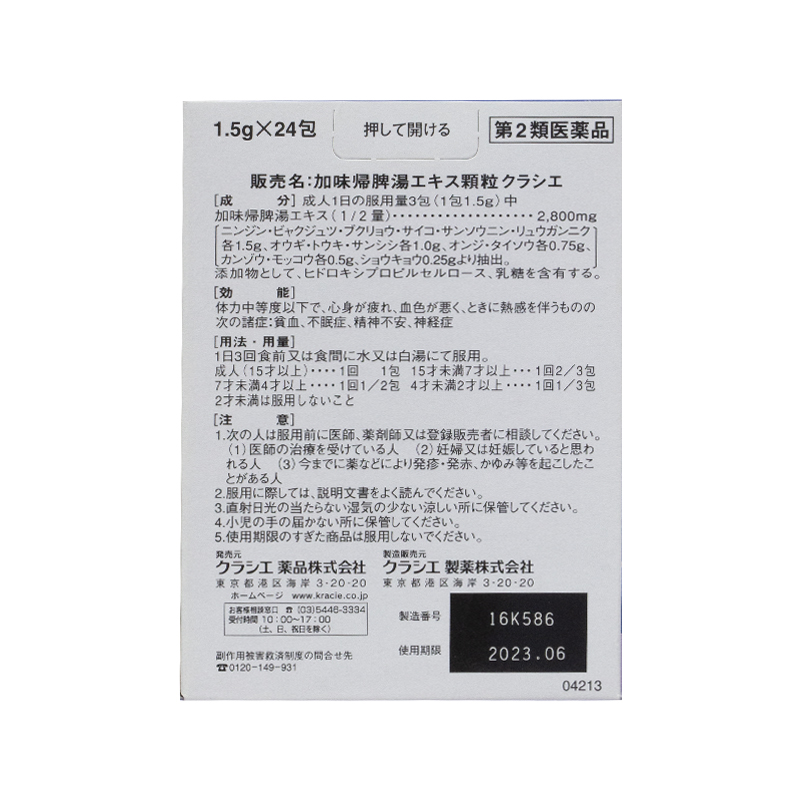 1.5g×24包
押して開ける
第2類医薬品
販売名:加味帰脾湯エキス顆粒クラシエ
[成　　分]成人1日の服用量3包(1包1.5g)中
加味帰脾湯エキス(1/2量)・・・・・・・・・・・・・・・・・・・2,800mg
ニンジン・ビャクジュツ・ブクリョウ・サイコ・サンソウニン・リュウガンニク
各1.5g、オウギ・トウキ・サンシシ各1.0g、オンジ・タイソウ各0.75g、
カンゾウ・モッコウ各0.5g、ショウキョウ0.25gより抽出。
添加物として、ヒドロキシプロピルセルロース、乳糖を含有する。
[効　　能]
体力中等度以下で、心身が疲れ、血色が悪く、ときに熱感を伴うものの
次の諸症:貧血、不眠症、精神不安、神経症
[用法・用量]
1日3回食前又は食間に水又は白湯にて服用。
成人(15才以上)・・・・1回　1包　15才未満7才以上・・・1回2/3包
7才未満4才以上・・・1回1/2包　4才未満2才以上・・・1回1/3包
2才未満は服用しないこと
[注　　意]
1.次の人は服用前に医師、薬剤師又は登録販売者に相談してください。
(1)医師の治療を受けている人　(2)妊婦又は妊娠していると思わ
れる人　(3)今までに薬などにより発疹・発赤、かゆみ等を起こしたこ
とがある人
2.服用に際しては、説明文書をよく読んでください。
3.直射日光の当たらない湿気の少ない涼しい所に保管してください。
4.小児の手の届かない所に保管してください。
5.使用期限のすぎた商品は服用しないでください。
発売元
クラシエ 薬品株式会社
東京都港区海岸 3-20-20
ホームページ www.kracie.co.jp
お客様相談窓口 ☎(03)5446-3334
受付時間 10:00〜17:00
(土、日、祝日を除く)
副作用被害救済制度の問合せ先
☎0120-149-931
製造販売元
クラシエ 製薬株式会社
東京都港区海岸 3-20-20
製造番号　16K586
使用期限　2023.06
04213